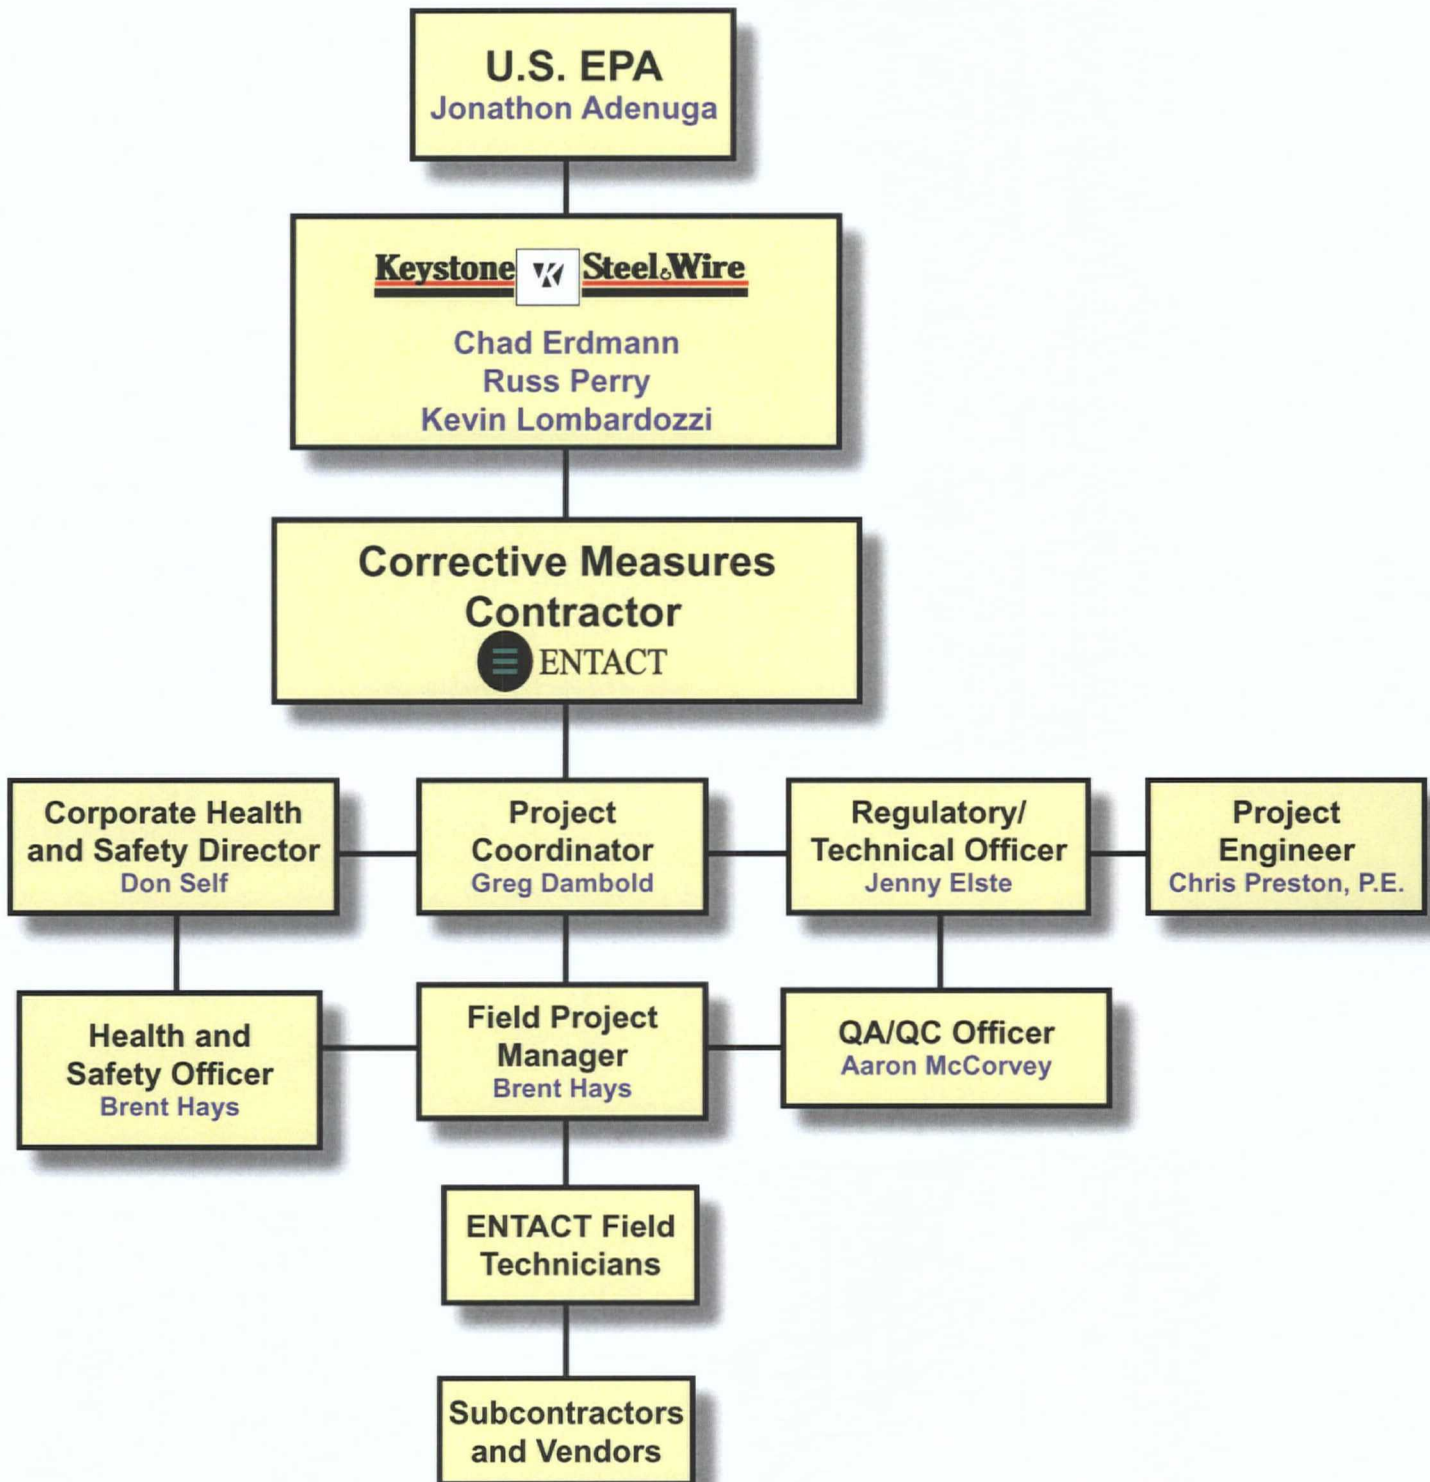 U.S. EPA
Jonathon Adenuga
Keystone Steel & Wire
Chad Erdmann
Russ Perry
Kevin Lombardozzi
Corrective Measures
Contractor
ENTACT
Corporate Health
and Safety Director
Don Self
Project
Coordinator
Greg Dambold
Regulatory/
Technical Officer
Jenny Elste
Project
Engineer
Chris Preston, P.E.
Health and
Safety Officer
Brent Hays
Field Project
Manager
Brent Hays
QA/QC Officer
Aaron McCorvey
ENTACT Field
Technicians
Subcontractors
and Vendors